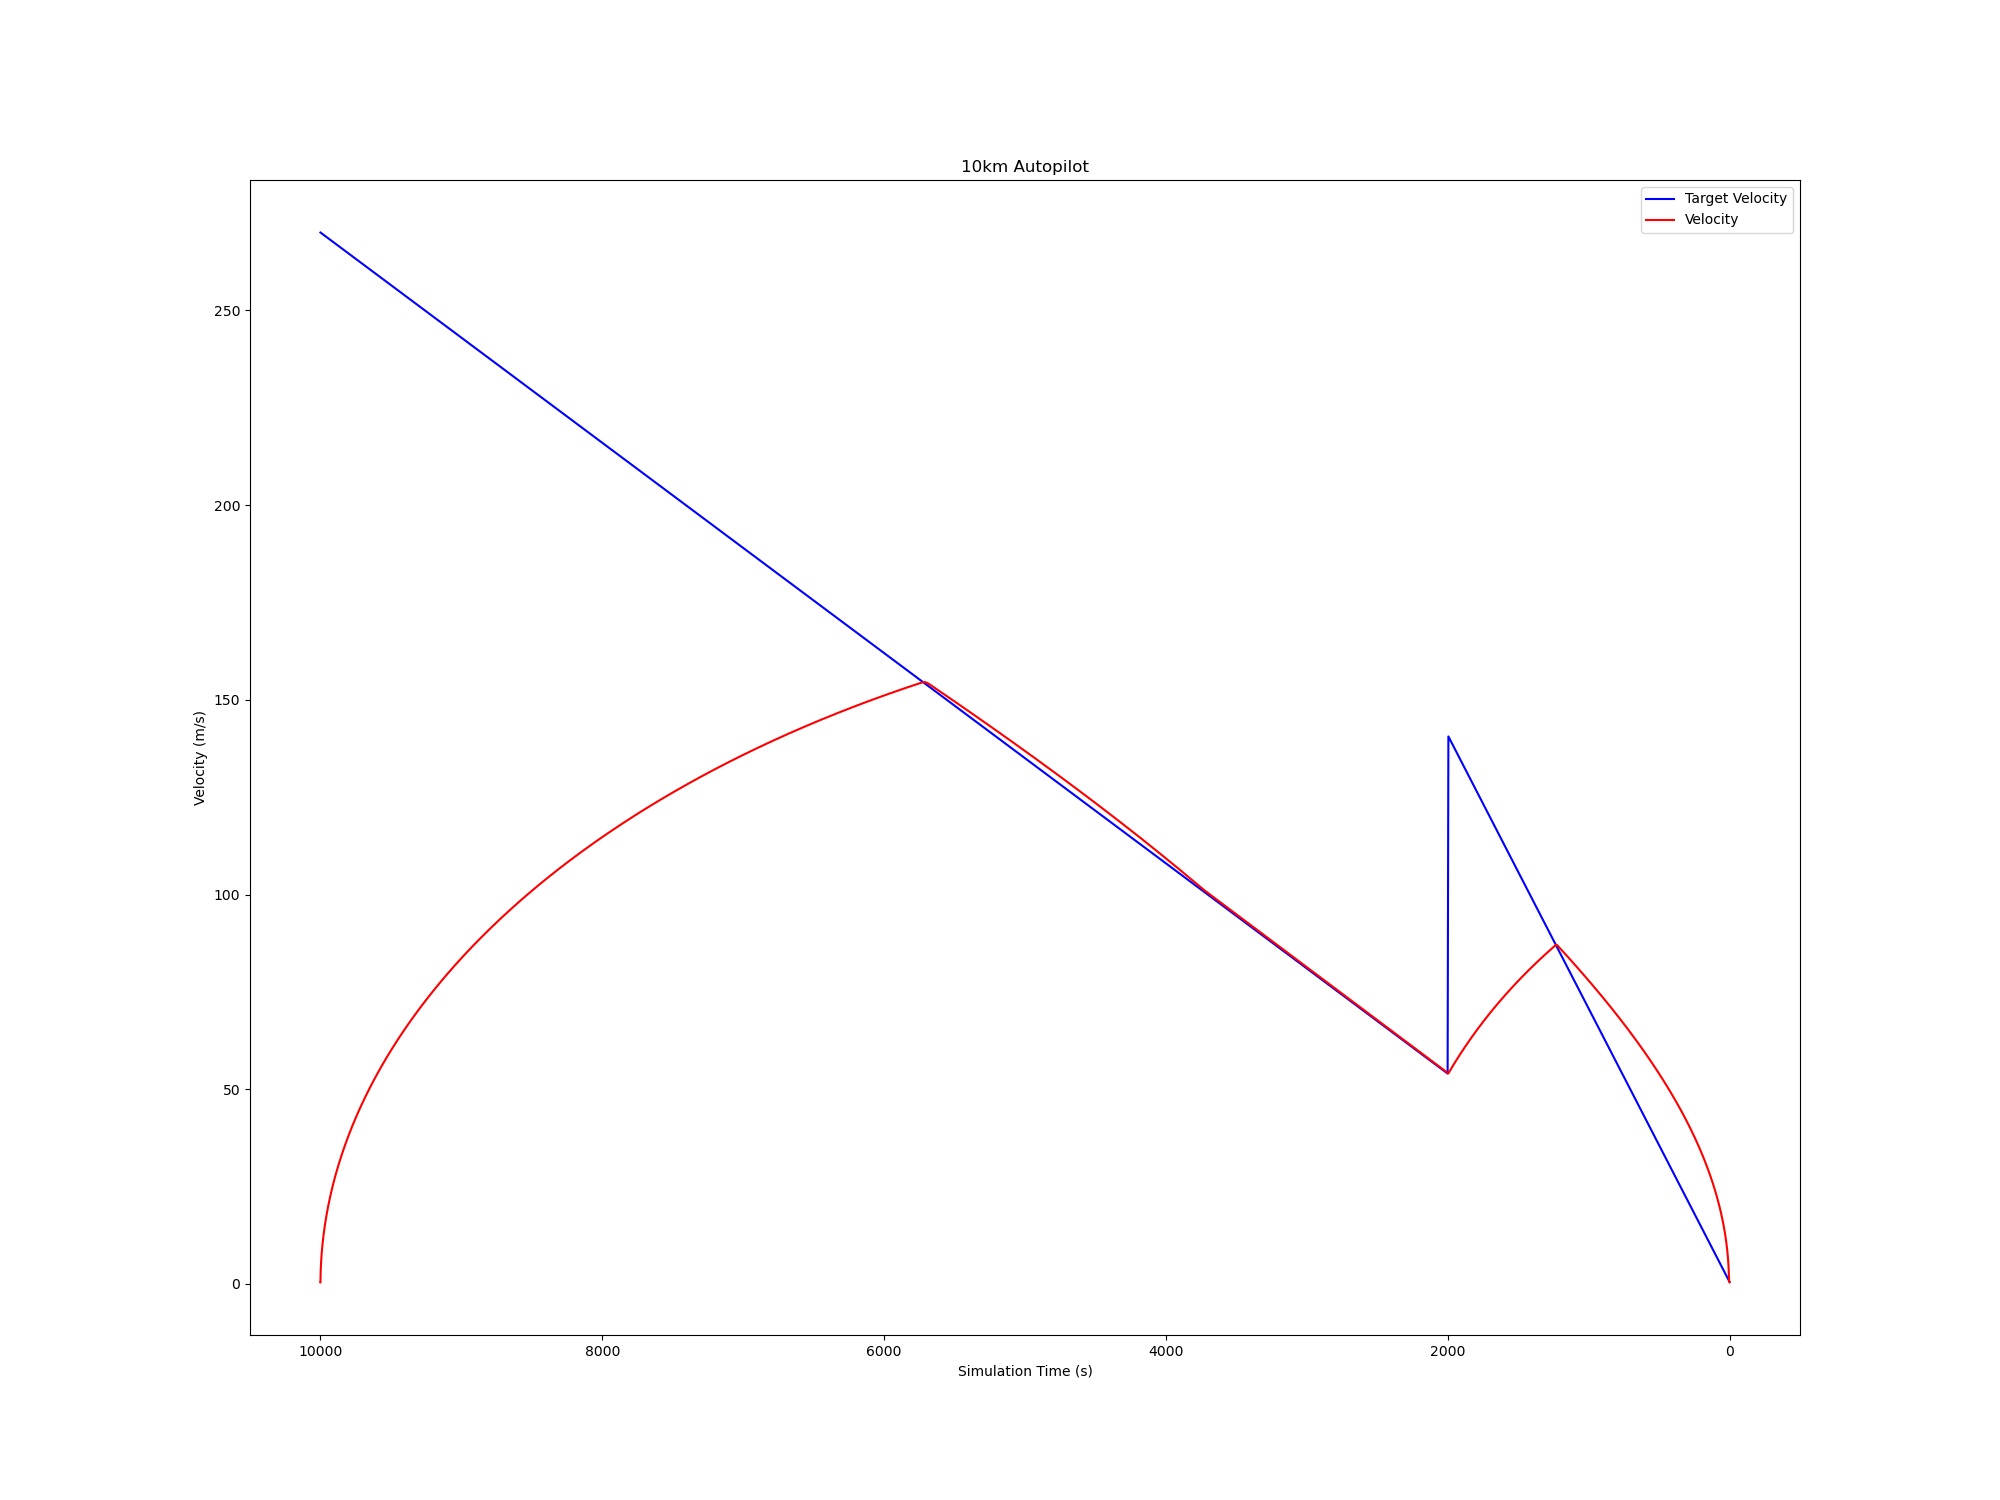 10km Autopilot
Target Velocity
Velocity
250
200
150
100
50
0
Velocity (m/s)
10000 8000 6000 4000 2000 0
Simulation Time (s)